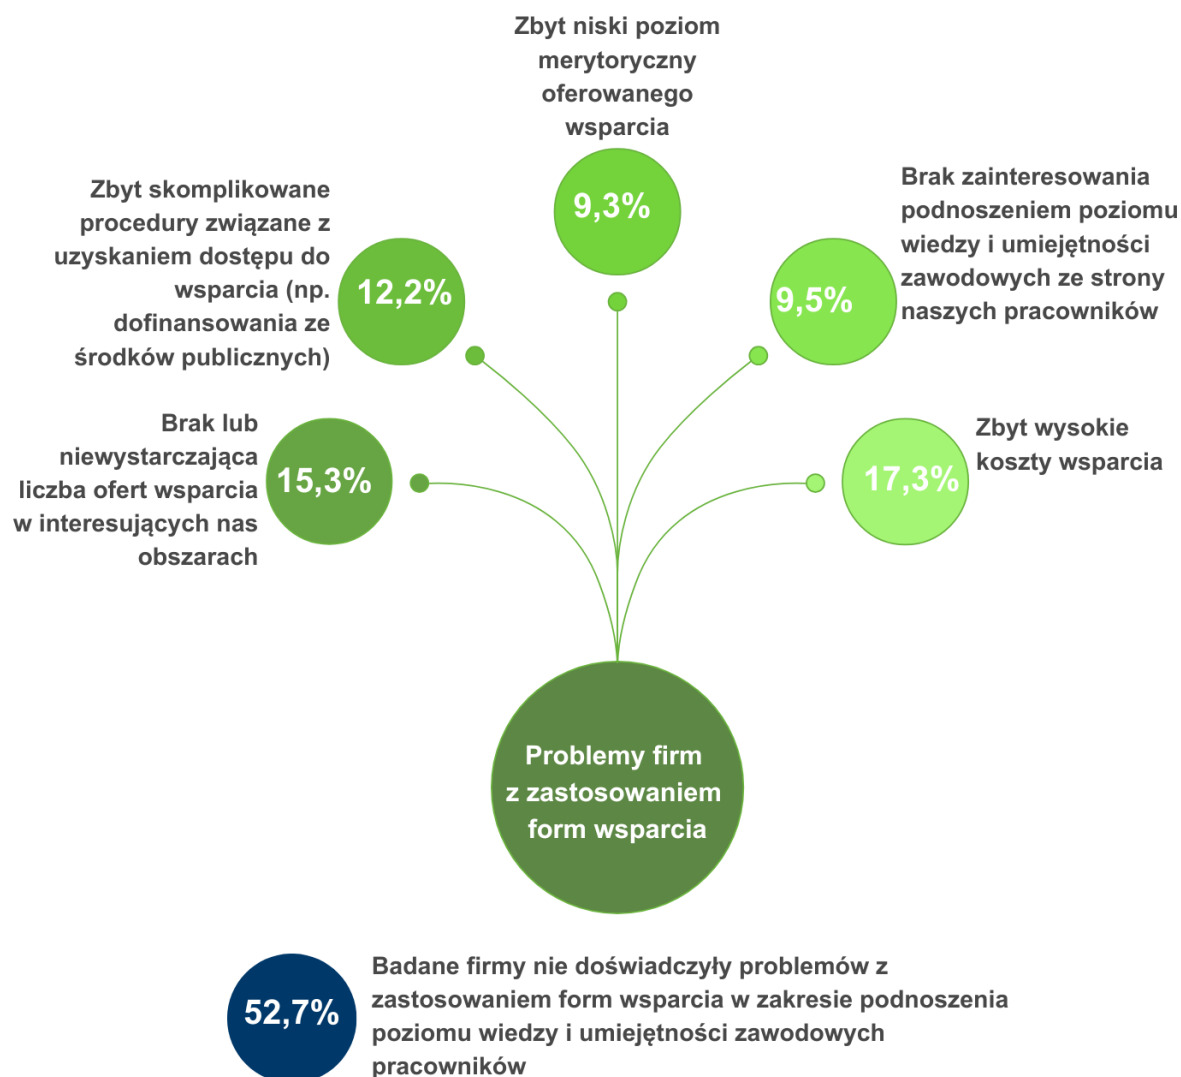 Zbyt niski poziom
merytoryczny
oferowanego
wsparcia
9,3%
Zbyt skomplikowane
procedury związane z
uzyskaniem dostępu do
wsparcia (np.
dofinansowania ze
środków publicznych)
12,2%
Brak zainteresowania
podnoszeniem poziomu
wiedzy i umiejętności
zawodowych ze strony
naszych pracowników
9,5%
Brak lub
niewystarczająca
liczba ofert wsparcia
w interesujących nas
obszarach
15,3%
Zbyt wysokie
koszty wsparcia
17,3%
Problemy firm
z zastosowaniem
form wsparcia
52,7%
Badane firmy nie doświadczyły problemów z
zastosowaniem form wsparcia w zakresie podnoszenia
poziomu wiedzy i umiejętności zawodowych
pracowników